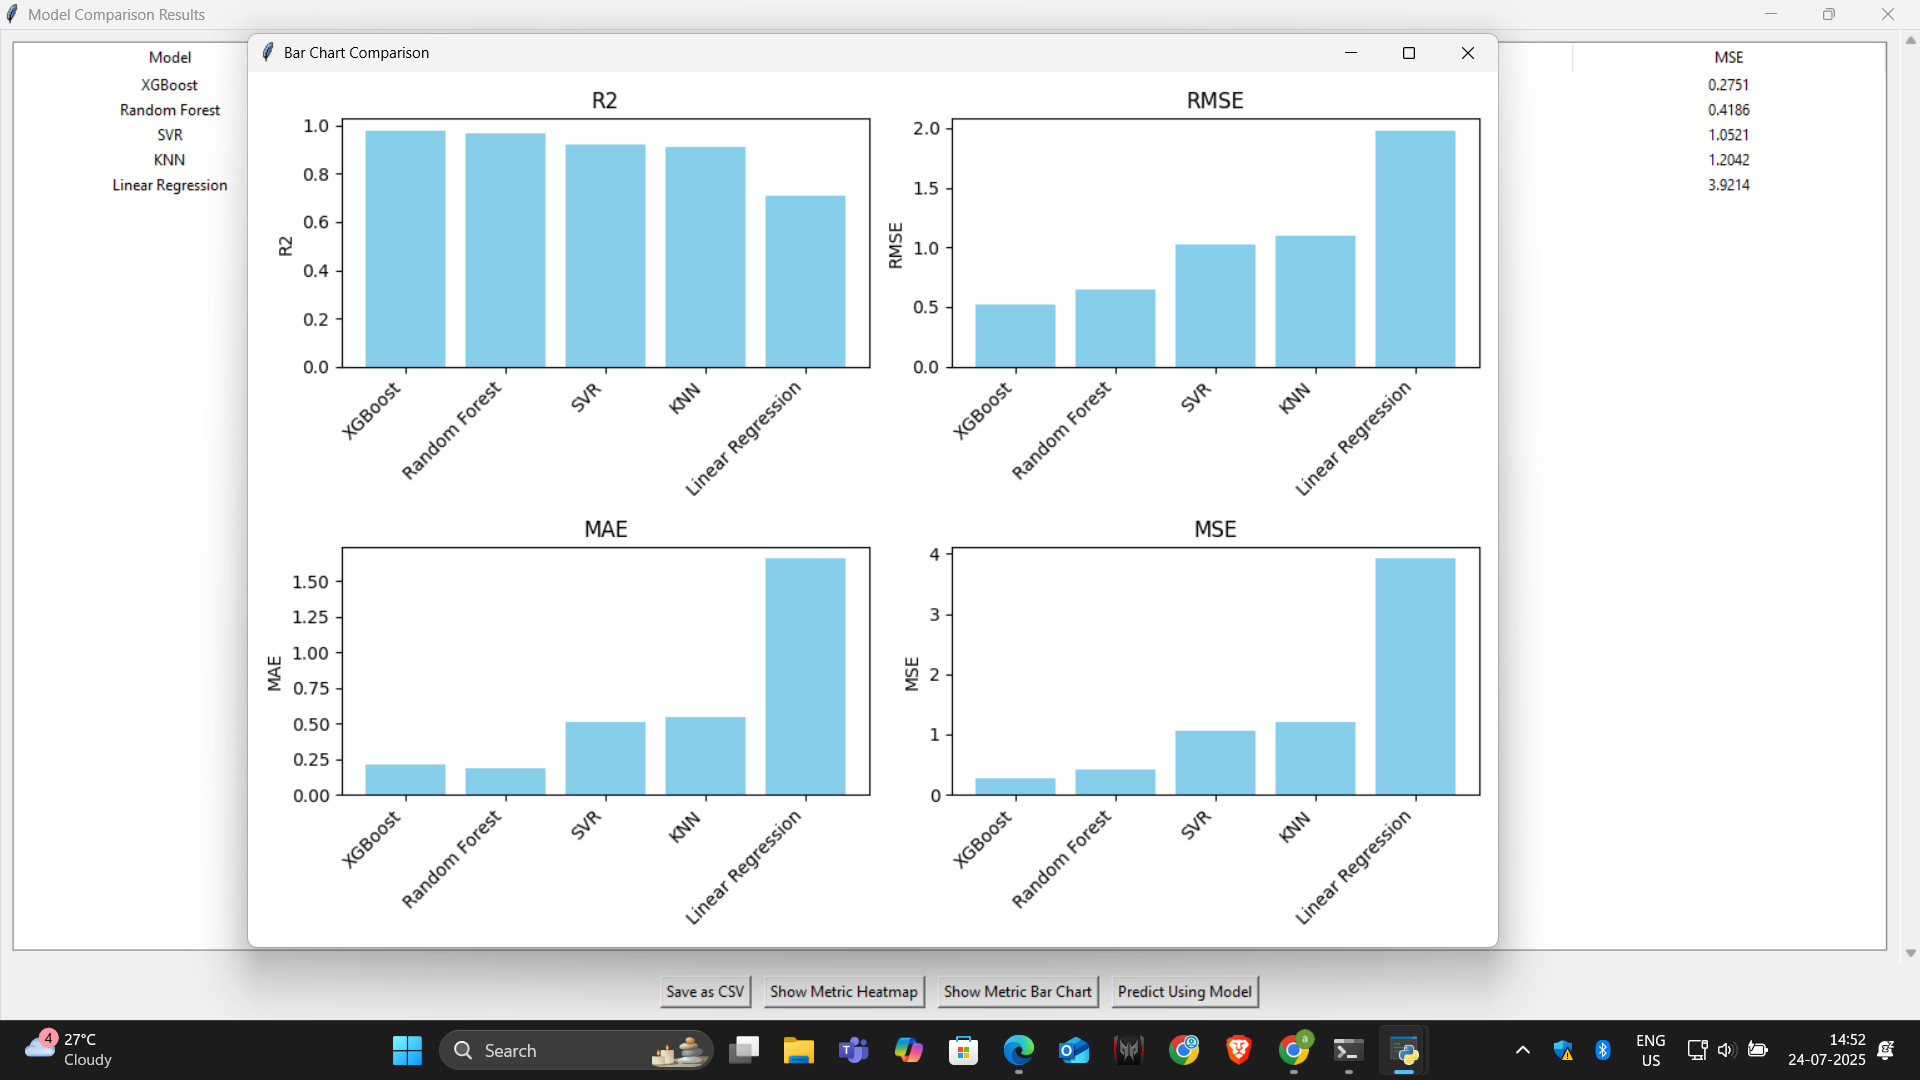 Model Comparison Results
Model
MSE
XGBoost
0.2751
Random Forest
0.4186
SVR
1.0521
KNN
1.2042
Linear Regression
3.9214
Bar Chart Comparison
R2
R2
1.0
0.8
0.6
0.4
0.2
0.0
XGBoost
Random Forest
SVR
KNN
Linear Regression
RMSE
RMSE
2.0
1.5
1.0
0.5
0.0
XGBoost
Random Forest
SVR
KNN
Linear Regression
MAE
MAE
1.50
1.25
1.00
0.75
0.50
0.25
0.00
XGBoost
Random Forest
SVR
KNN
Linear Regression
MSE
MSE
4
3
2
1
0
XGBoost
Random Forest
SVR
KNN
Linear Regression
Save as CSV
Show Metric Heatmap
Show Metric Bar Chart
Predict Using Model
4
27°C
Cloudy
Search
a
ENG
US
14:52
24-07-2025